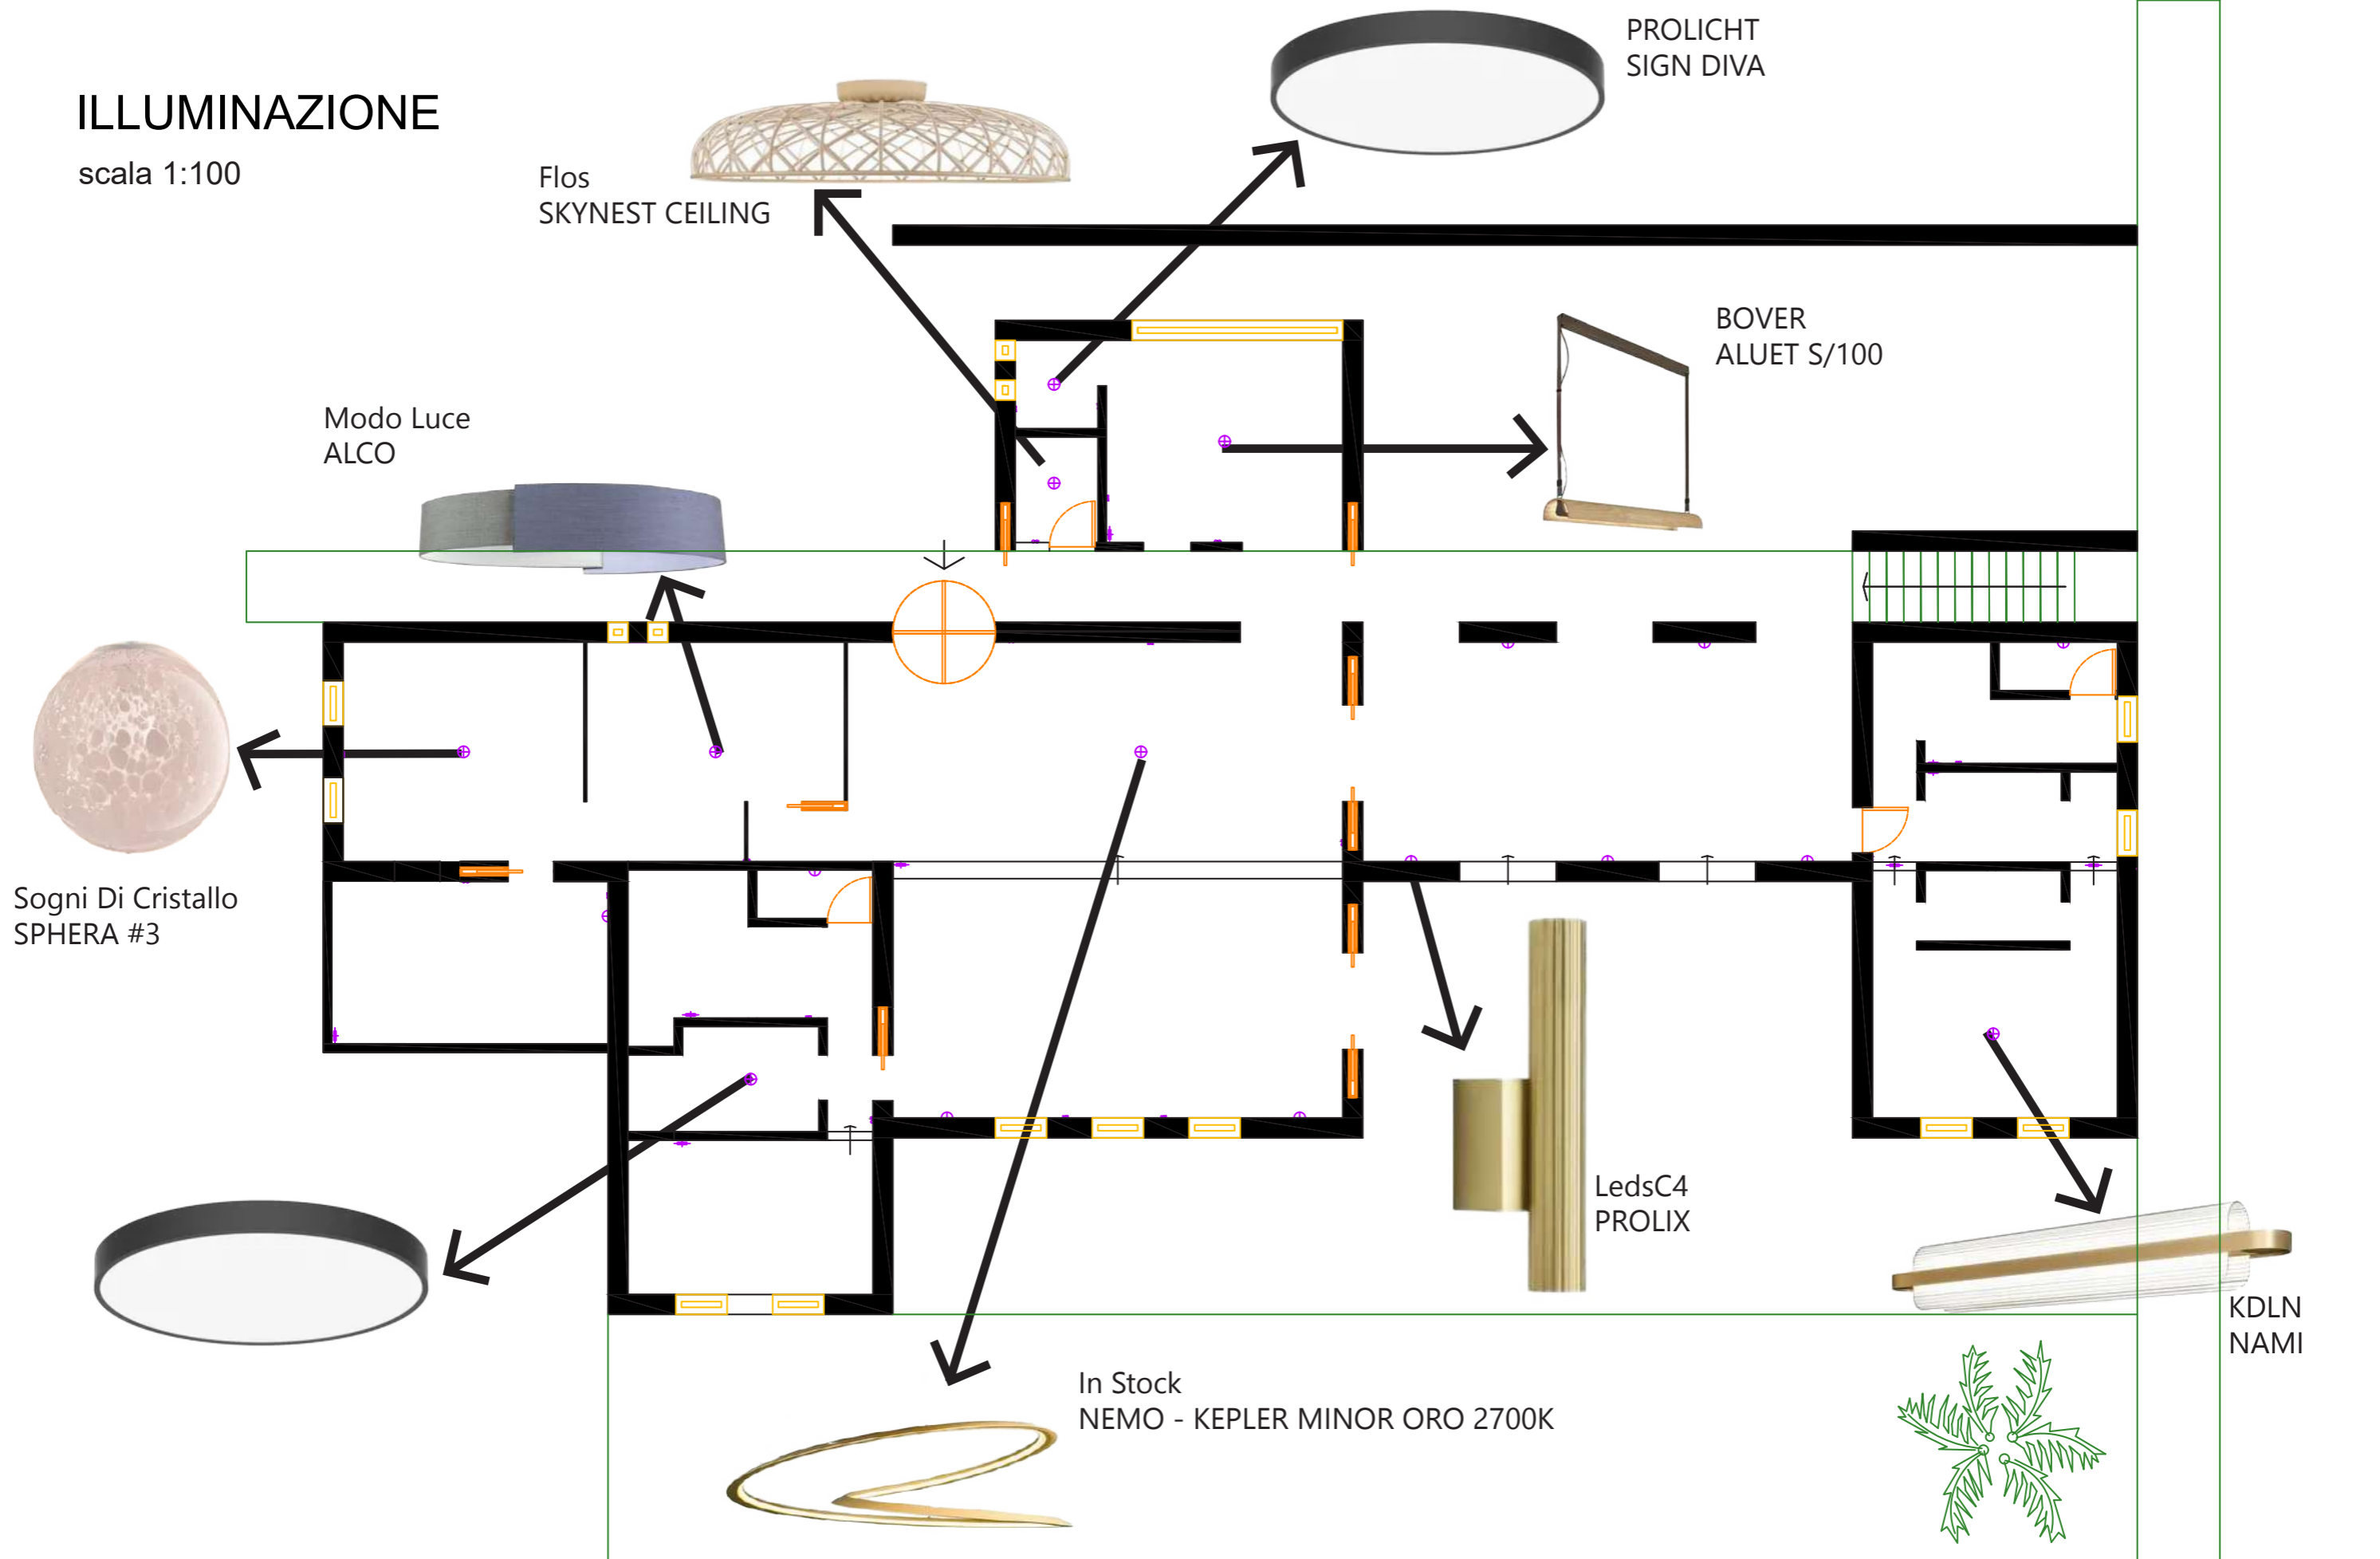 ILLUMINAZIONE
scala 1:100
PROLICHT
SIGN DIVA
Flos
SKYNEST CEILING
BOVER
ALUET S/100
Modo Luce
ALCO
Sogni Di Cristallo
SPHERA #3
LedsC4
PROLIX
KDLN
NAMI
In Stock
NEMO - KEPLER MINOR ORO 2700K